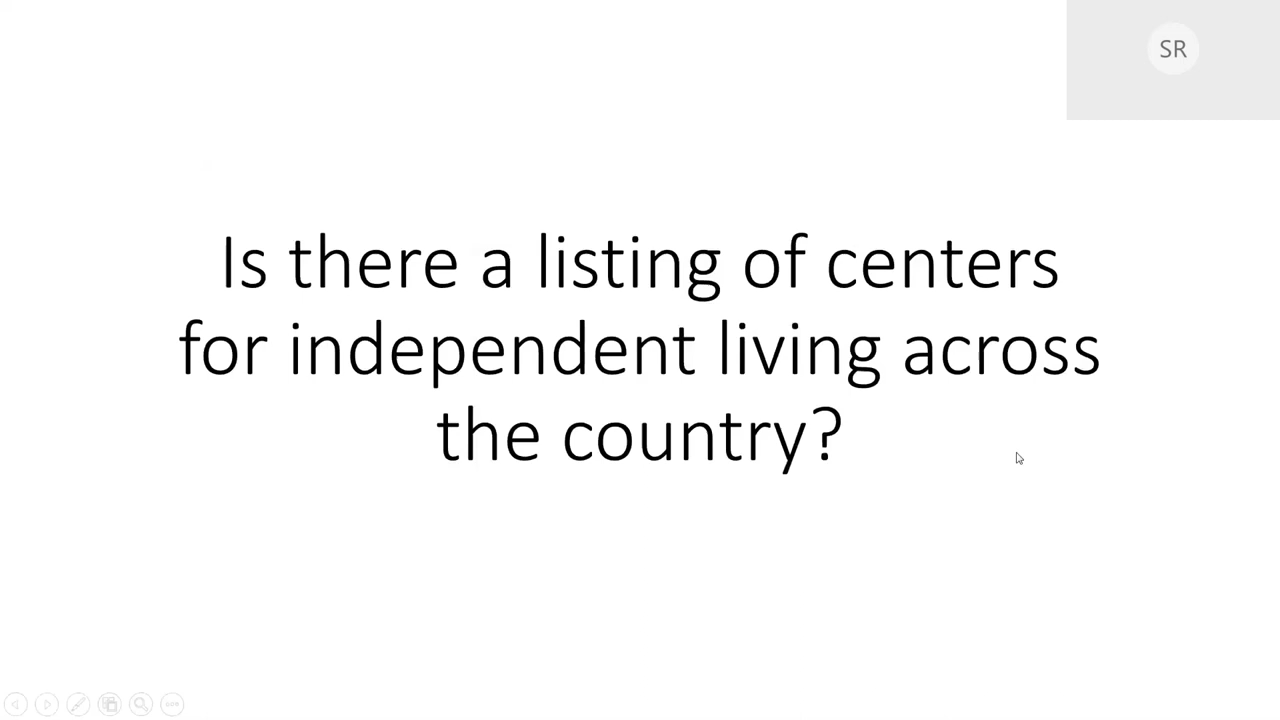 SR
Is there a listing of centers
for independent living across
the country?